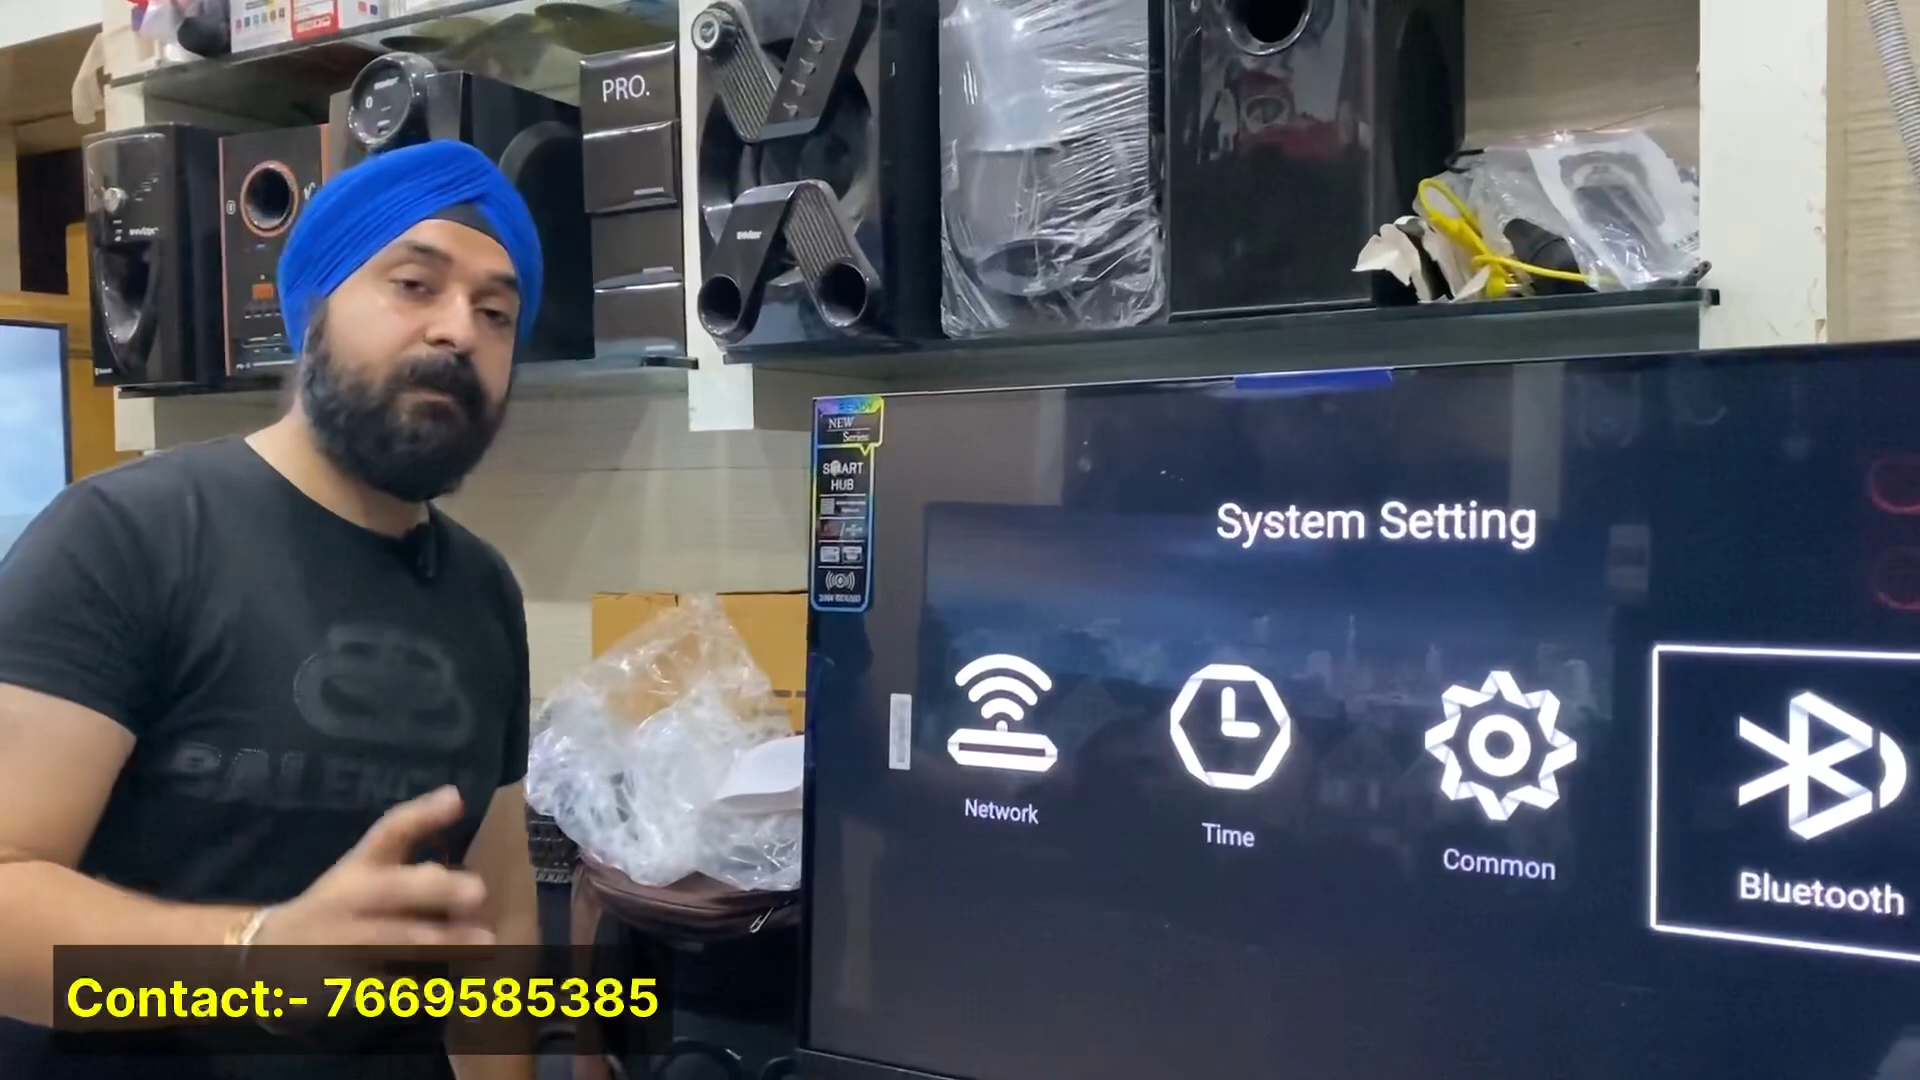 PRO.
NEW
Series
SMART
HUB
System Setting
Network
Time
Common
Bluetooth
Contact:- 7669585385